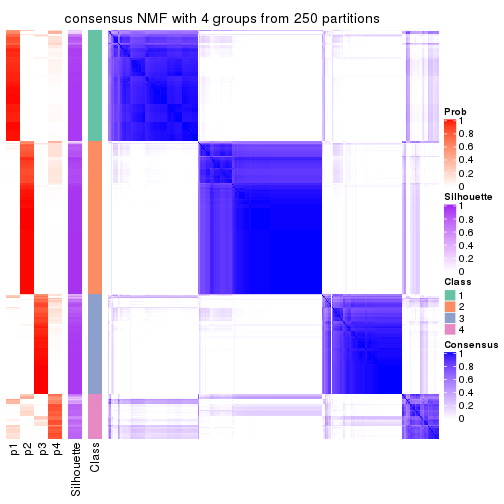 consensus NMF with 4 groups from 250 partitions
Prob
1
0.8
0.6
0.4
0.2
0
Silhouette
1
0.8
0.6
0.4
0.2
0
Class
1
2
3
4
Consensus
1
0.8
0.6
0.4
0.2
0
p1
p2
p3
p4
Silhouette
Class